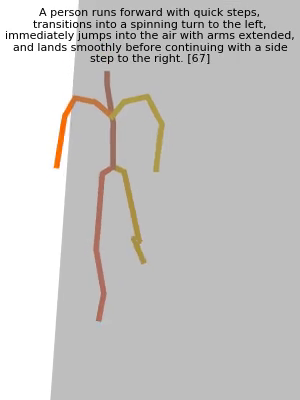 A person runs forward with quick steps,
transitions into a spinning turn to the left,
immediately jumps into the air with arms extended,
and lands smoothly before continuing with a side
step to the right. [67]